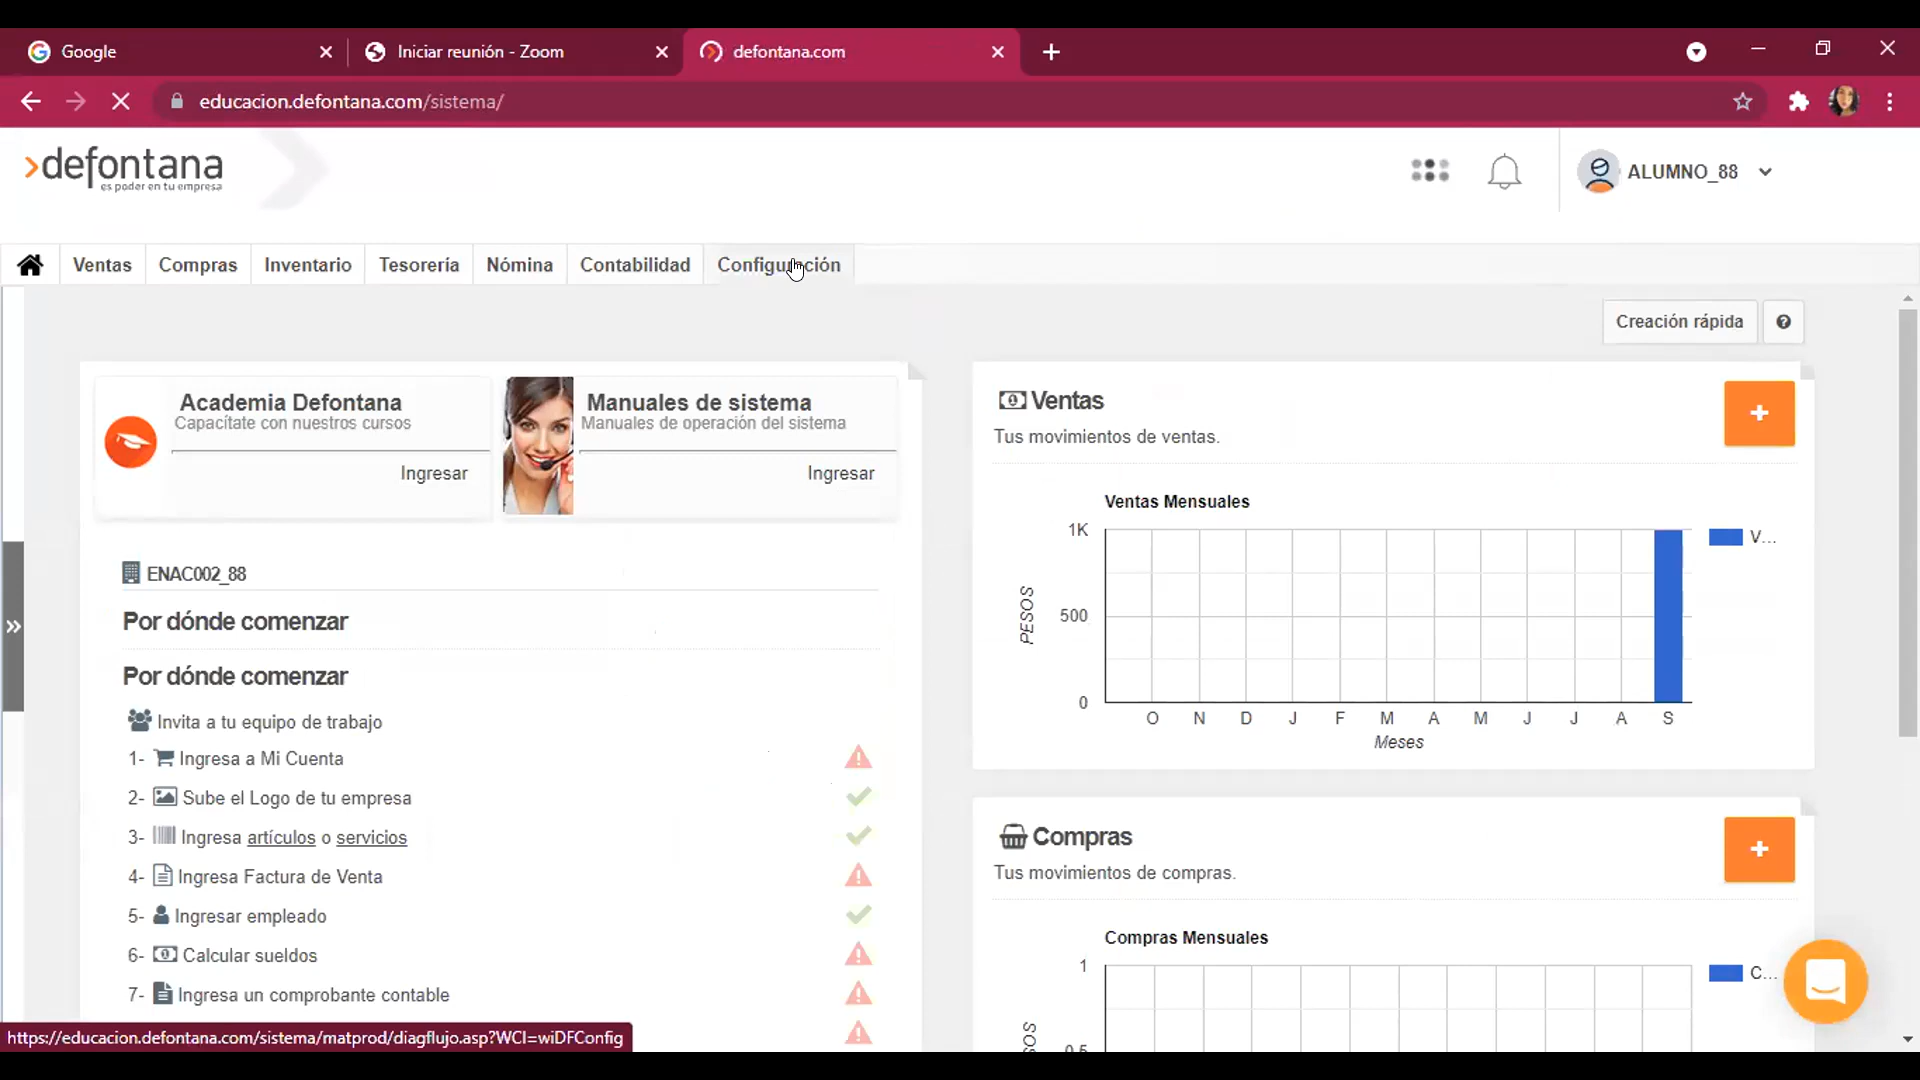 Google
Iniciar reunión - Zoom
defontana.com
educacion.defontana.com/sistema/
defontana
es poder en tu empresa
ALUMNO_88
Ventas
Compras
Inventario
Tesorería
Nómina
Contabilidad
Configuración
Creación rápida
Academia Defontana
Capacítate con nuestros cursos
Ingresar
Manuales de sistema
Manuales de operación del sistema
Ingresar
ENAC002_88
Por dónde comenzar
Por dónde comenzar
Invita a tu equipo de trabajo
1- Ingresa a Mi Cuenta
2- Sube el Logo de tu empresa
3- Ingresa artículos o servicios
4- Ingresa Factura de Venta
5- Ingresar empleado
6- Calcular sueldos
7- Ingresa un comprobante contable
Ventas
Tus movimientos de ventas.
Ventas Mensuales
1K
500
0
PESOS
V...
O N D J F M A M J J A S
Meses
Compras
Tus movimientos de compras.
Compras Mensuales
1
0.5
C...
https://educacion.defontana.com/sistema/matprod/diagflujo.asp?WCI=wiDFConfig